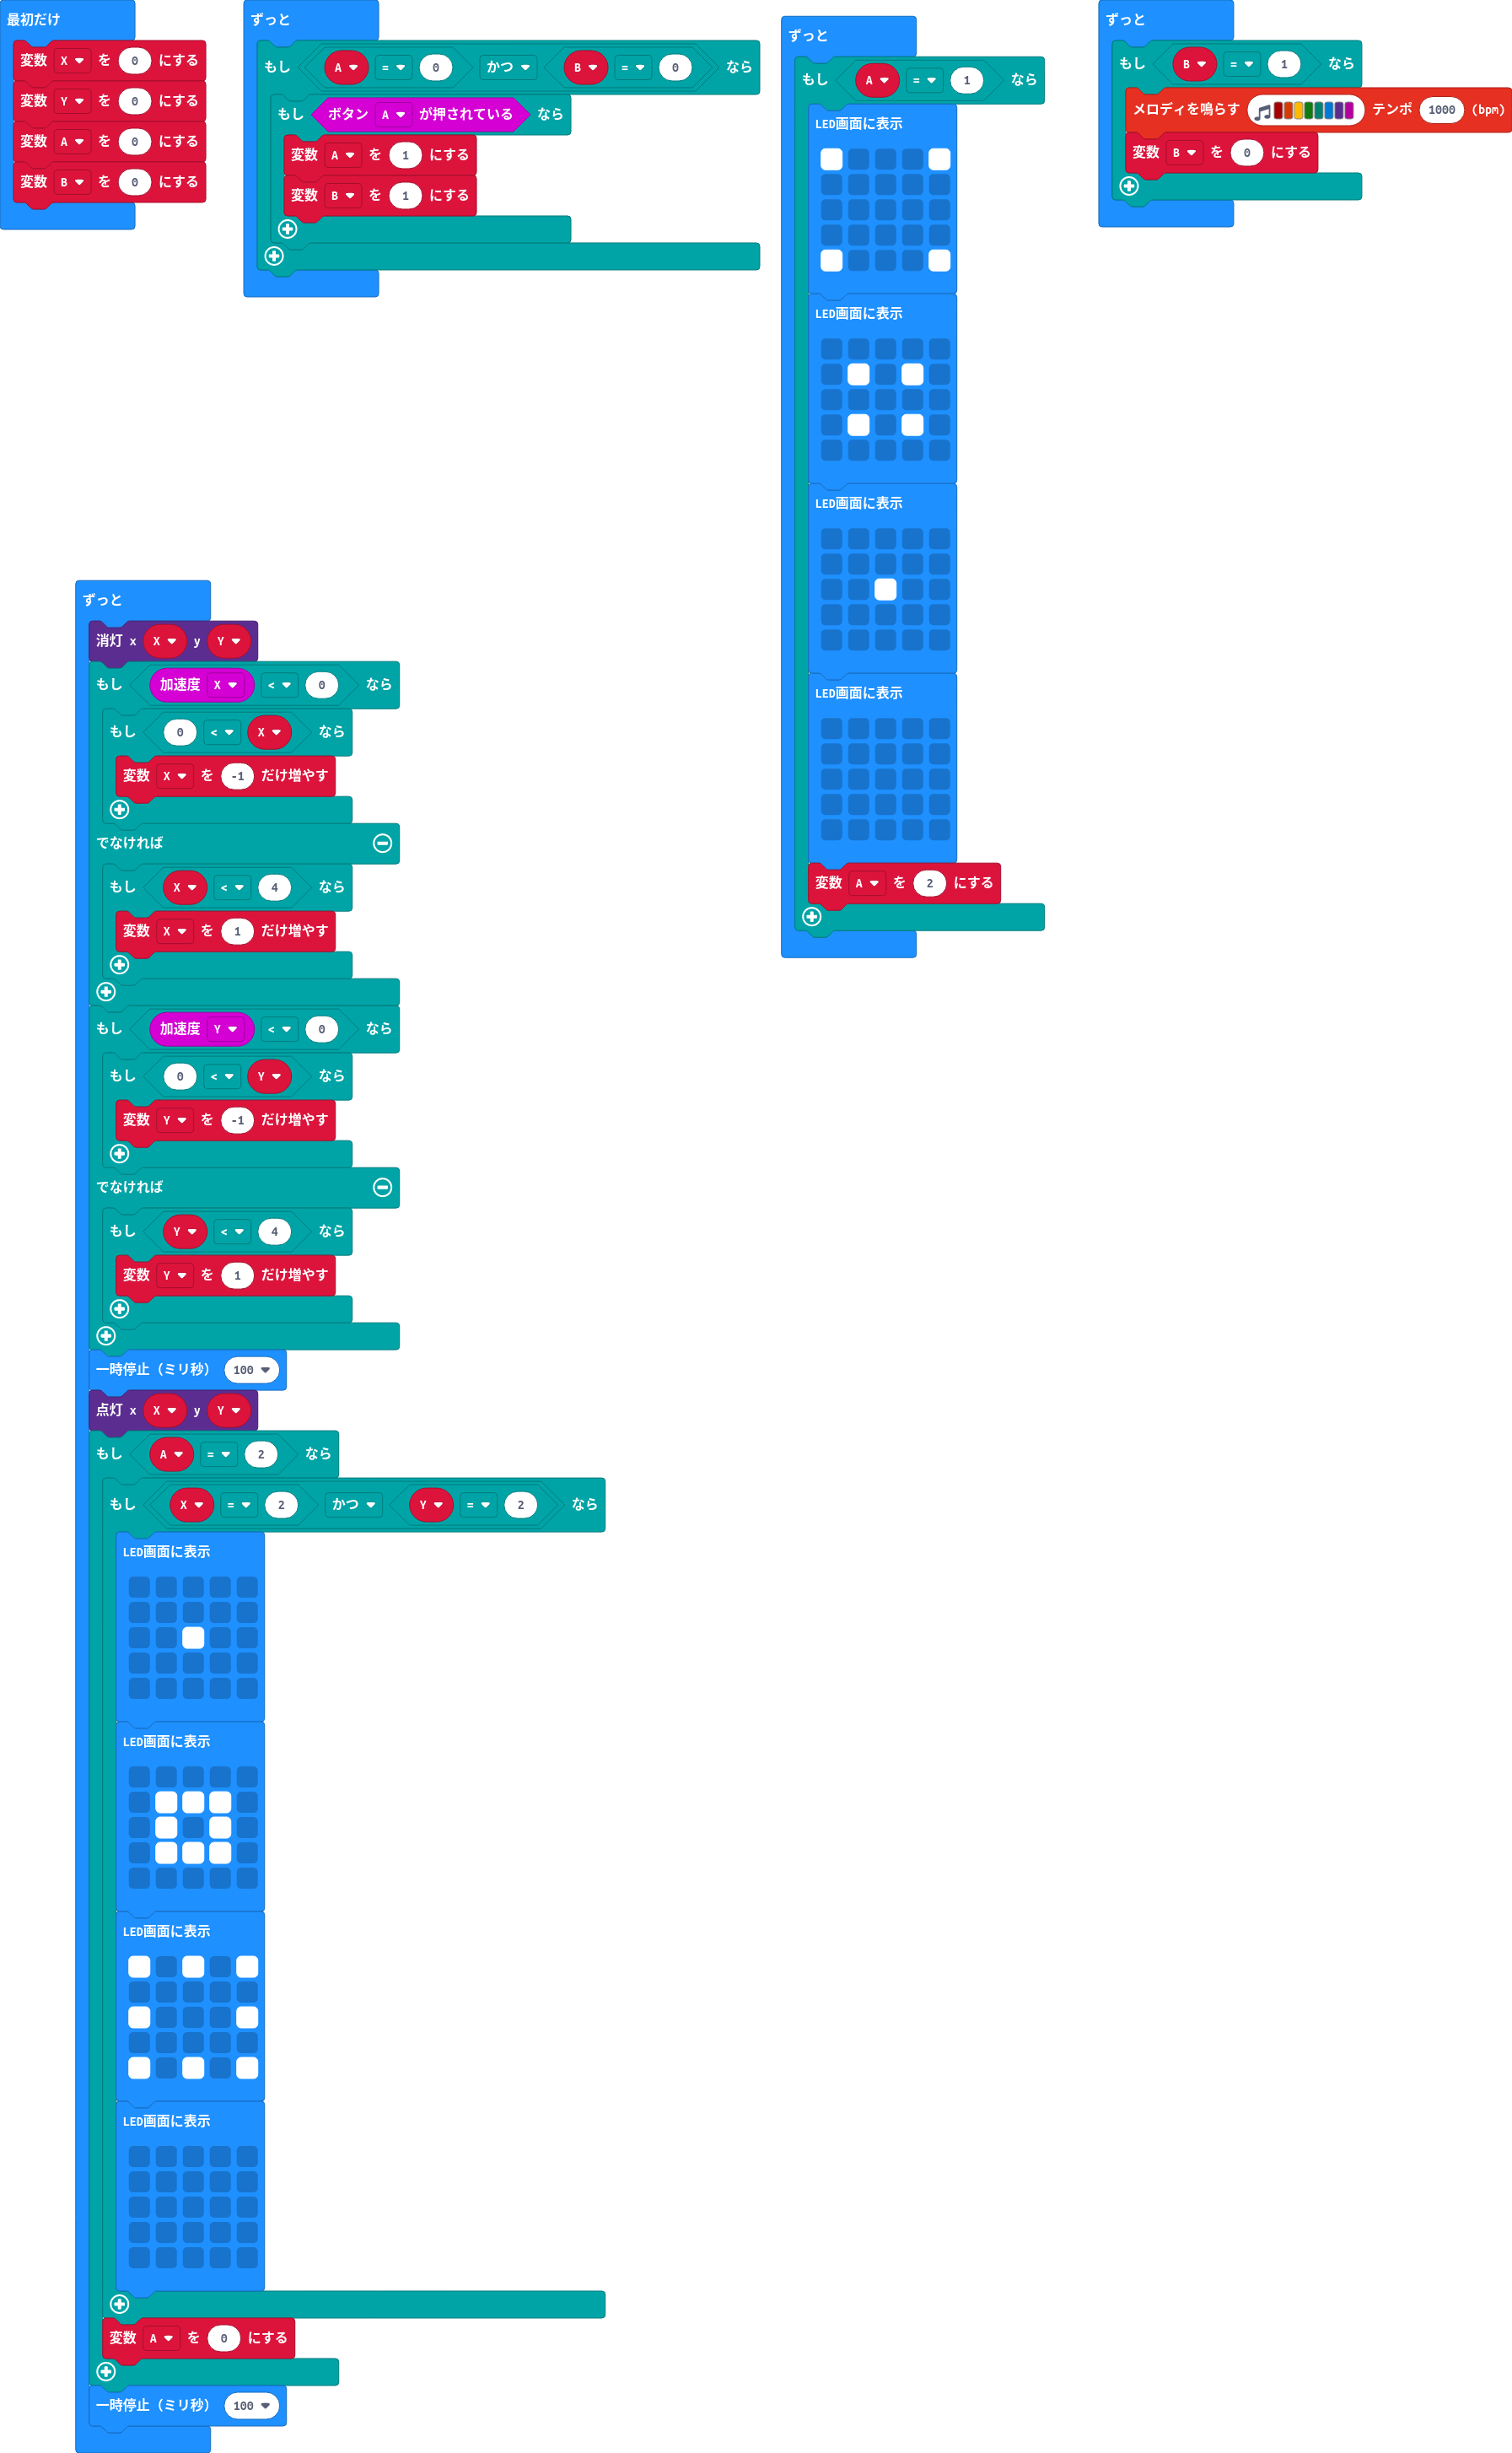 最初だけ
変数 X を 0 にする
変数 Y を 0 にする
変数 A を 0 にする
変数 B を 0 にする
ずっと
もし A = 0 かつ B = 0 なら
もし ボタン A が押されている なら
変数 A を 1 にする
変数 B を 1 にする
ずっと
もし A = 1 なら
LED画面に表示
LED画面に表示
LED画面に表示
LED画面に表示
変数 A を 2 にする
ずっと
もし B = 1 なら
メロディを鳴らす テンポ 1000 (bpm)
変数 B を 0 にする
ずっと
消灯 x X y Y
もし 加速度 X < 0 なら
もし 0 < X なら
変数 X を -1 だけ増やす
でなければ
もし X < 4 なら
変数 X を 1 だけ増やす
もし 加速度 Y < 0 なら
もし 0 < Y なら
変数 Y を -1 だけ増やす
でなければ
もし Y < 4 なら
変数 Y を 1 だけ増やす
一時停止（ミリ秒） 100
点灯 x X y Y
もし A = 2 なら
もし X = 2 かつ Y = 2 なら
LED画面に表示
LED画面に表示
LED画面に表示
LED画面に表示
変数 A を 0 にする
一時停止（ミリ秒） 100